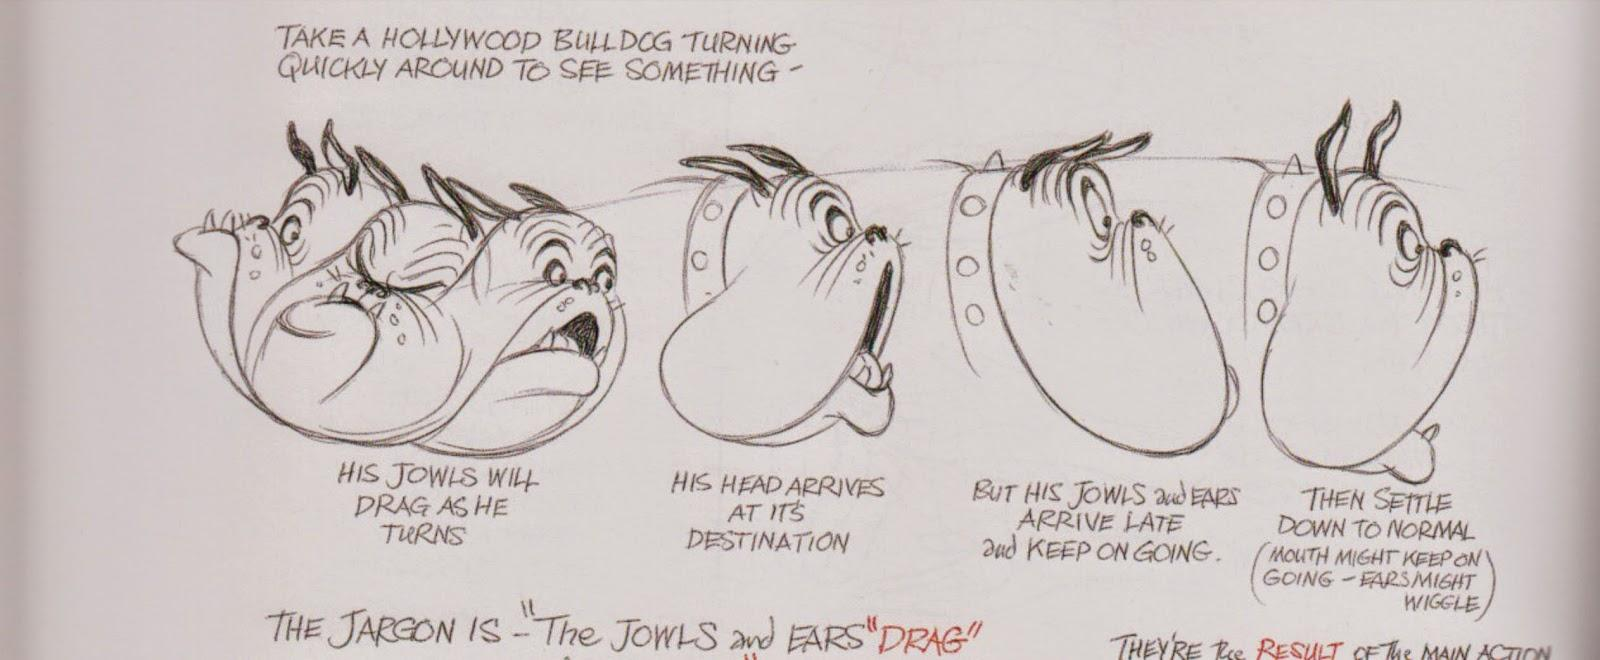 TAKE A HOLLYWOOD BULLDOG TURNING
QUICKLY AROUND TO SEE SOMETHING –
HIS JOWLS WILL
DRAG AS HE
TURNS
HIS HEAD ARRIVES
AT IT'S
DESTINATION
BUT HIS JOWLS and EARS
ARRIVE LATE
and KEEP ON GOING.
THEN SETTLE
DOWN TO NORMAL
(MOUTH MIGHT KEEP ON
GOING – EARS MIGHT
WIGGLE)
THE JARGON IS – "The JOWLS and EARS "DRAG"
THEY'RE the RESULT OF the MAIN ACTION